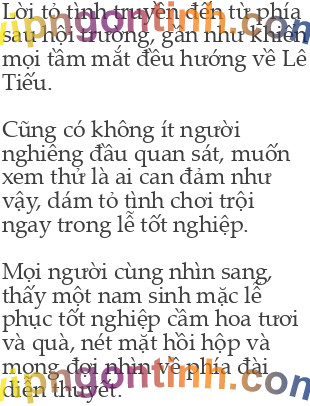 Lời tỏ tình truyền đến từ phía
sau hội trường, gần như khiến
mọi tầm mắt đều hướng về Lê
Tiếu.
Cũng có không ít người
nghiêng đầu quan sát, muốn
xem thử là ai can đảm như
vậy, dám tỏ tình chơi trội
ngay trong lễ tốt nghiệp.
Mọi người cùng nhìn sang,
thấy một nam sinh mặc lễ
phục tốt nghiệp cầm hoa tươi
và quà, nét mặt hồi hộp và
mong đợi nhìn về phía đài
diễn thuyết.